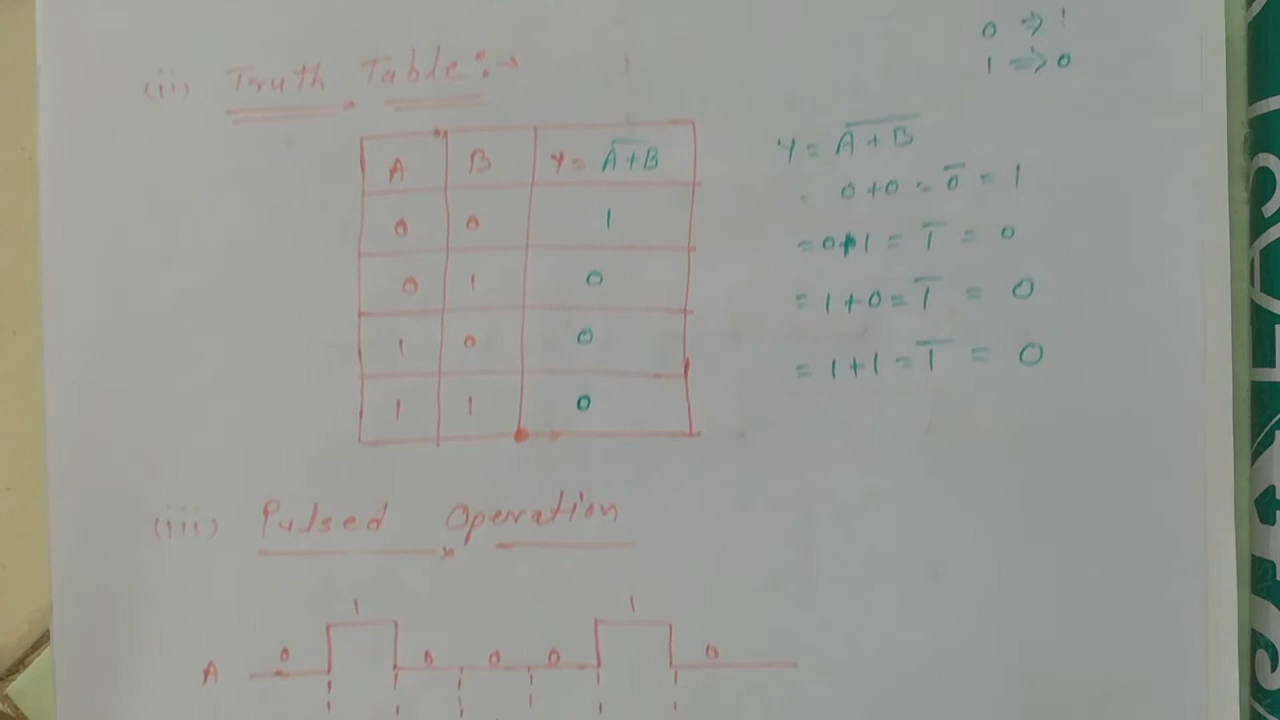 0 ⇒ 1
1 ⇒ 0
(ii) Truth Table :→
A B Y = A̅+̅B̅
0 0 1
0 1 0
1 0 0
1 1 0
Y = A̅+̅B̅
0+0 = 0̅ = 1
= 0+1 = 1̅ = 0
= 1+0 = 1̅ = 0
= 1+1 = 1̅ = 0
(iii) Pulsed Operation
1 1
0 0 0 0 0
A